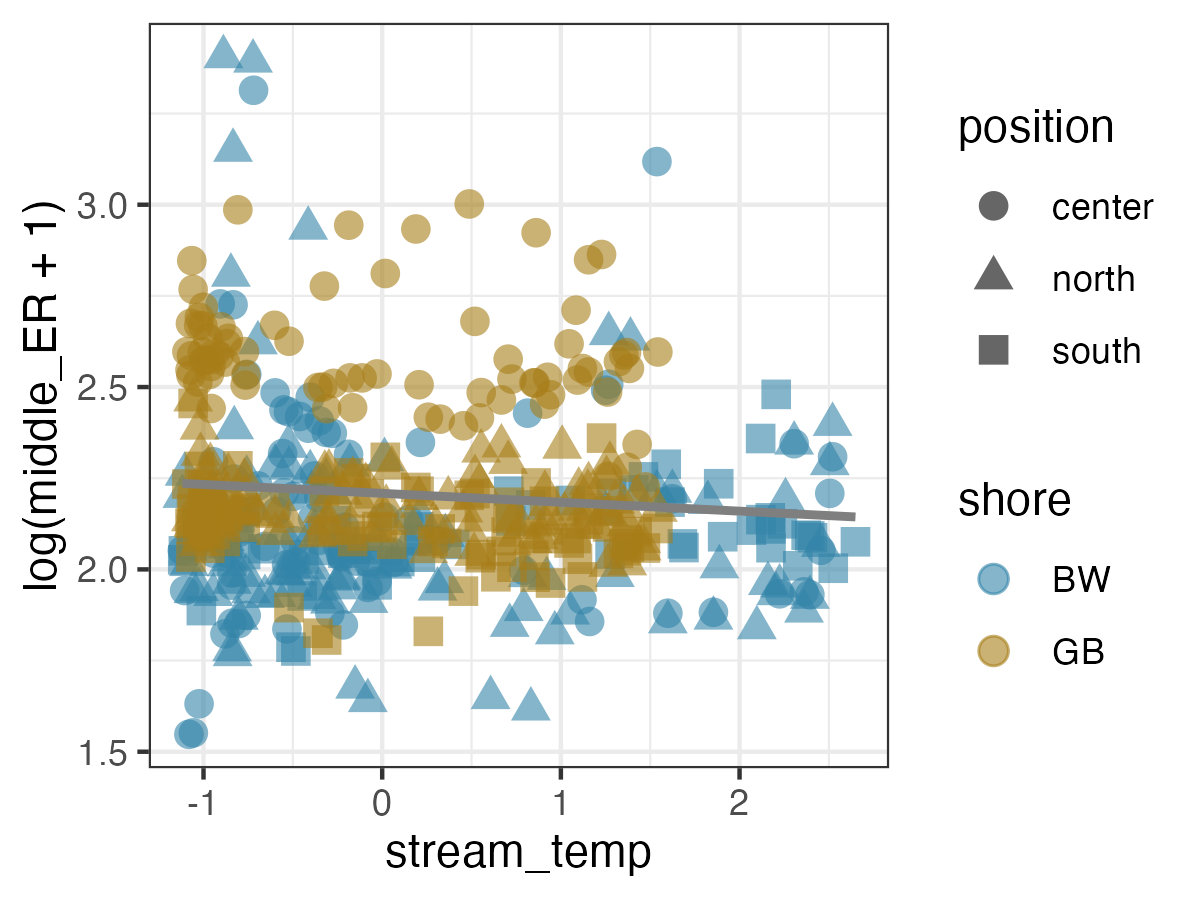 log(middle_ER + 1)
3.0
2.5
2.0
1.5
-1 0 1 2
stream_temp
position
center
north
south
shore
BW
GB